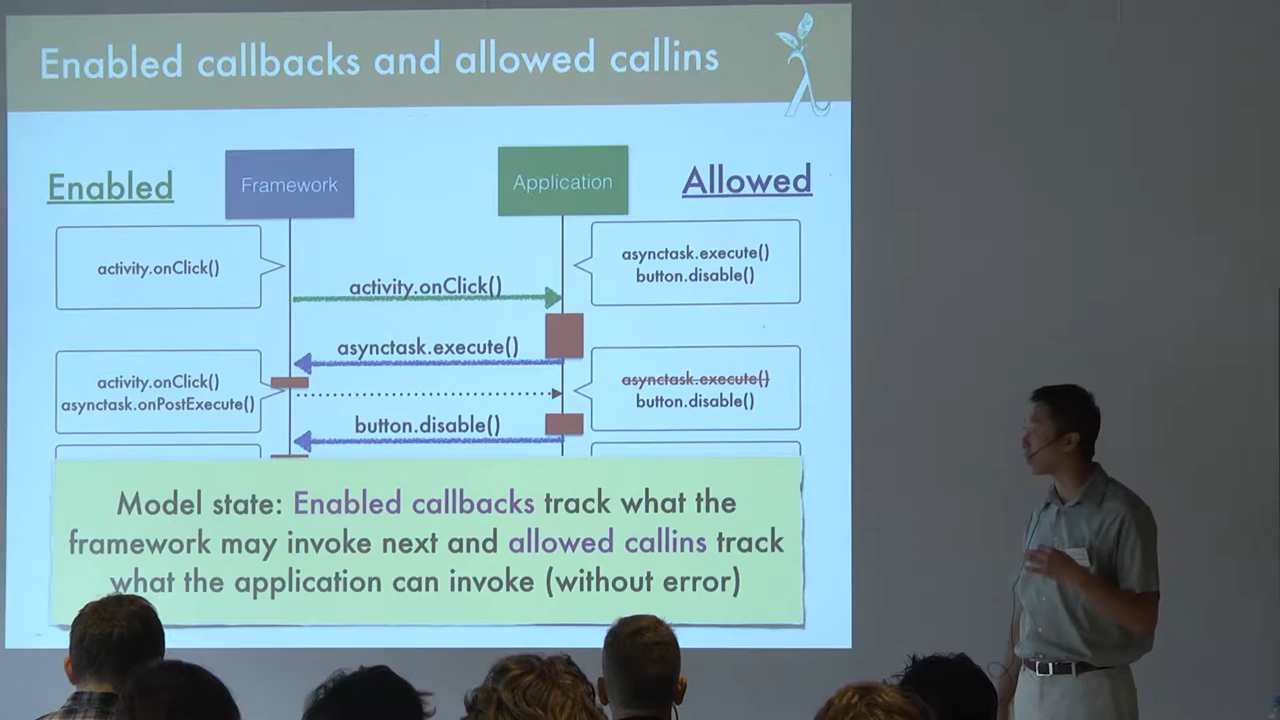 Enabled callbacks and allowed callins
Enabled
Framework
Application
Allowed
activity.onClick()
asynctask.execute()
button.disable()
activity.onClick()
asynctask.execute()
activity.onClick()
asynctask.onPostExecute()
asynctask.execute()
button.disable()
button.disable()
Model state: Enabled callbacks track what the
framework may invoke next and allowed callins track
what the application can invoke (without error)